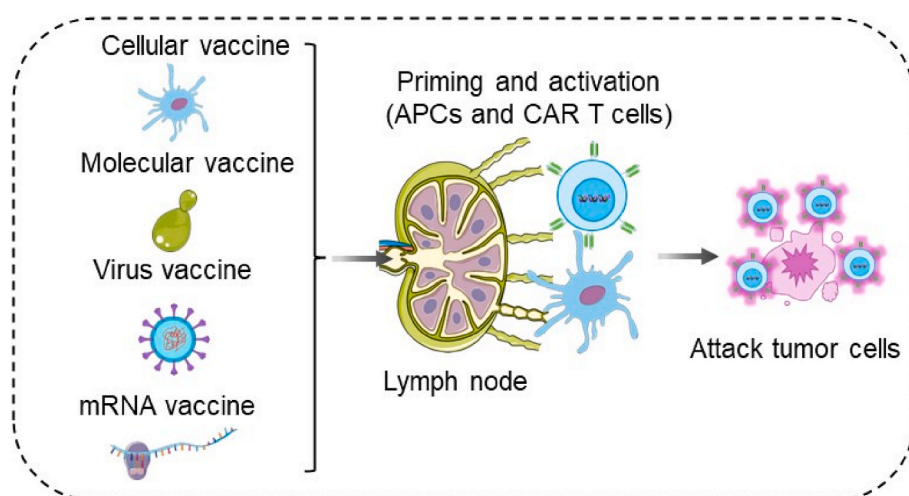 Cellular vaccine
Molecular vaccine
Virus vaccine
mRNA vaccine
Priming and activation
(APCs and CAR T cells)
Lymph node
Attack tumor cells